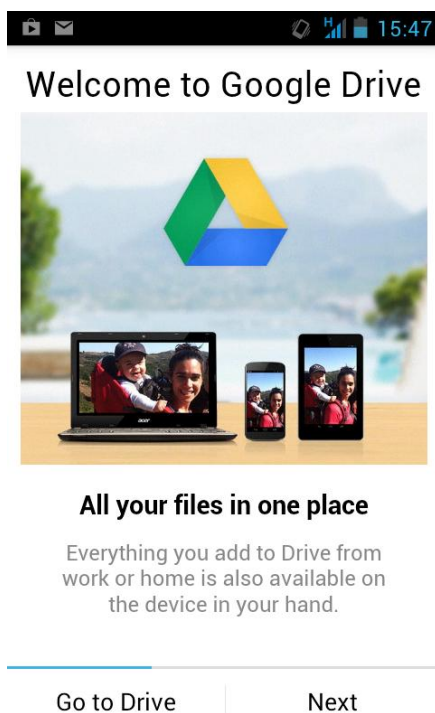 H 15:47
Welcome to Google Drive
acer
All your files in one place
Everything you add to Drive from
work or home is also available on
the device in your hand.
Go to Drive Next